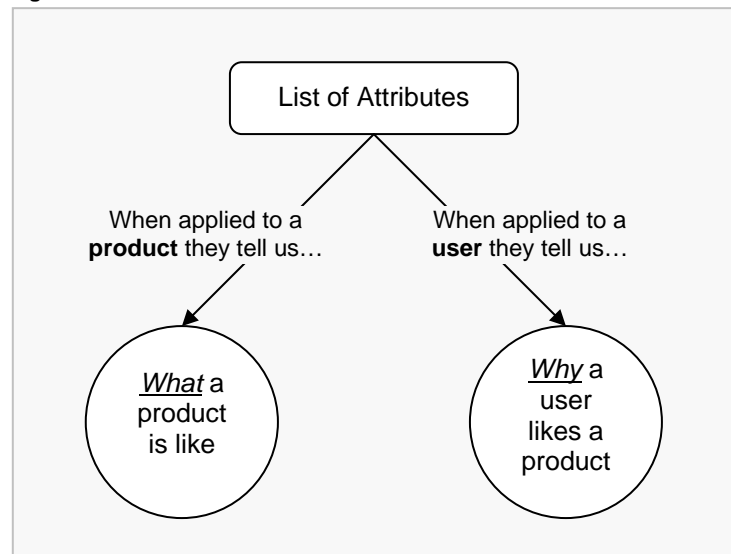 List of Attributes
When applied to a
product they tell us…
When applied to a
user they tell us…
What a
product
is like
Why a
user
likes a
product